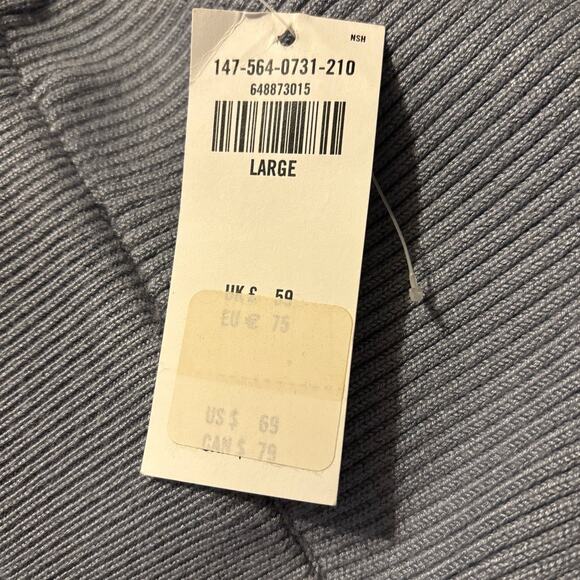 NSH
147-564-0731-210
648873015
LARGE
UK £ 59
EU € 75
US $ 69
CAN $ 79